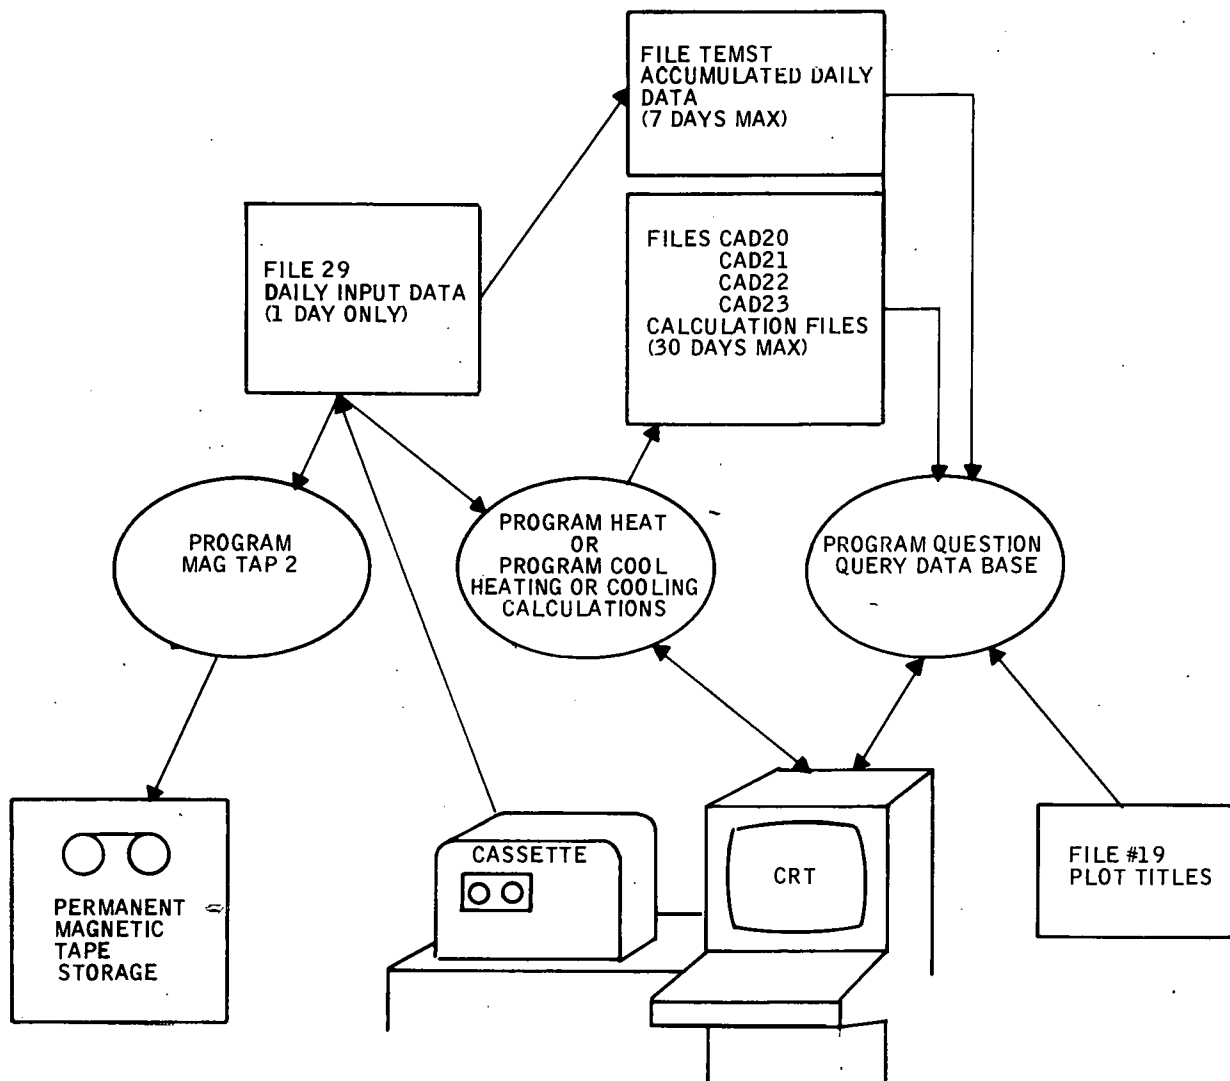 FILE TEMST
ACCUMULATED DAILY
DATA
(7 DAYS MAX)
FILE 29
DAILY INPUT DATA
(1 DAY ONLY)
FILES CAD20
CAD21
CAD22
CAD23
CALCULATION FILES
(30 DAYS MAX)
PROGRAM
MAG TAP 2
PROGRAM HEAT
OR
PROGRAM COOL
HEATING OR COOLING
CALCULATIONS
PROGRAM QUESTION
QUERY DATA BASE
PERMANENT
MAGNETIC
TAPE
STORAGE
CASSETTE
CRT
FILE #19
PLOT TITLES